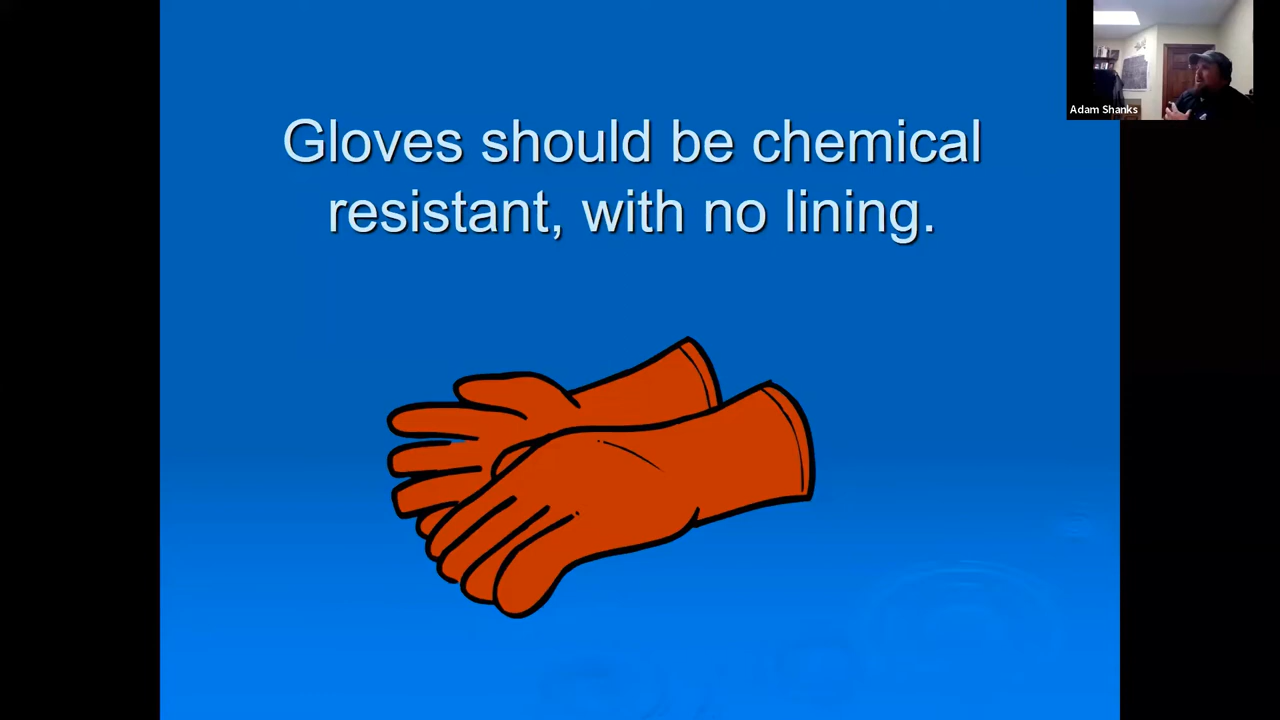 Gloves should be chemical
resistant, with no lining.
Adam Shanks